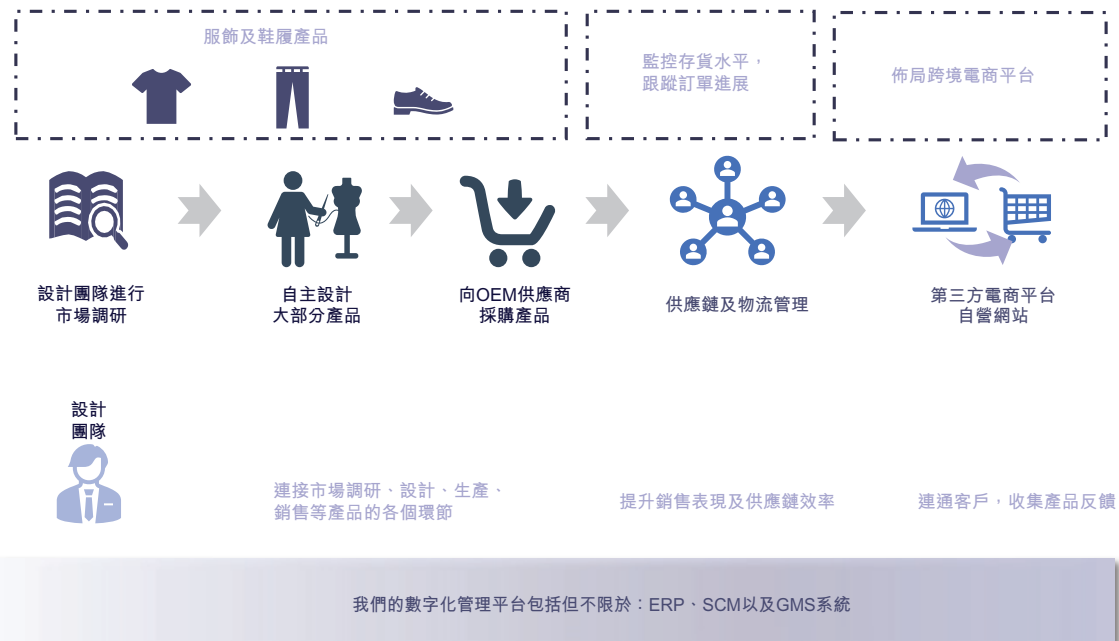 服飾及鞋履產品
監控存貨水平，
跟蹤訂單進展
佈局跨境電商平台
設計團隊進行
市場調研
自主設計
大部分產品
向OEM供應商
採購產品
供應鏈及物流管理
第三方電商平台
自營網站
設計
團隊
連接市場調研、設計、生產、
銷售等產品的各個環節
提升銷售表現及供應鏈效率
連通客戶，收集產品反饋
我們的數字化管理平台包括但不限於：ERP、SCM以及GMS系統